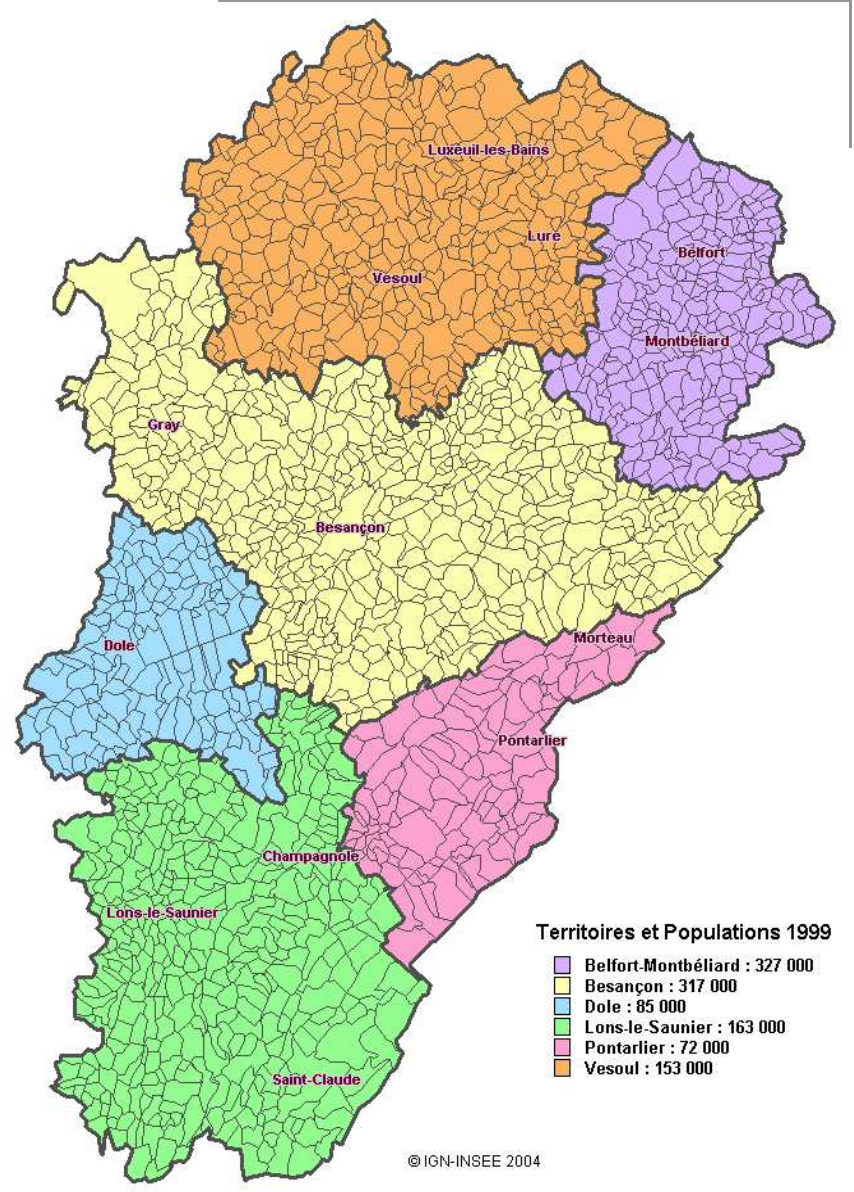 Luxeuil-les-Bains
Lure
Belfort
Vesoul
Montbéliard
Gray
Besançon
Morteau
Dole
Pontarlier
Champagnole
Lons-le-Saunier
Saint-Claude
Territoires et Populations 1999
Belfort-Montbéliard : 327 000
Besançon : 317 000
Dole : 85 000
Lons-le-Saunier : 163 000
Pontarlier : 72 000
Vesoul : 153 000
© IGN-INSEE 2004